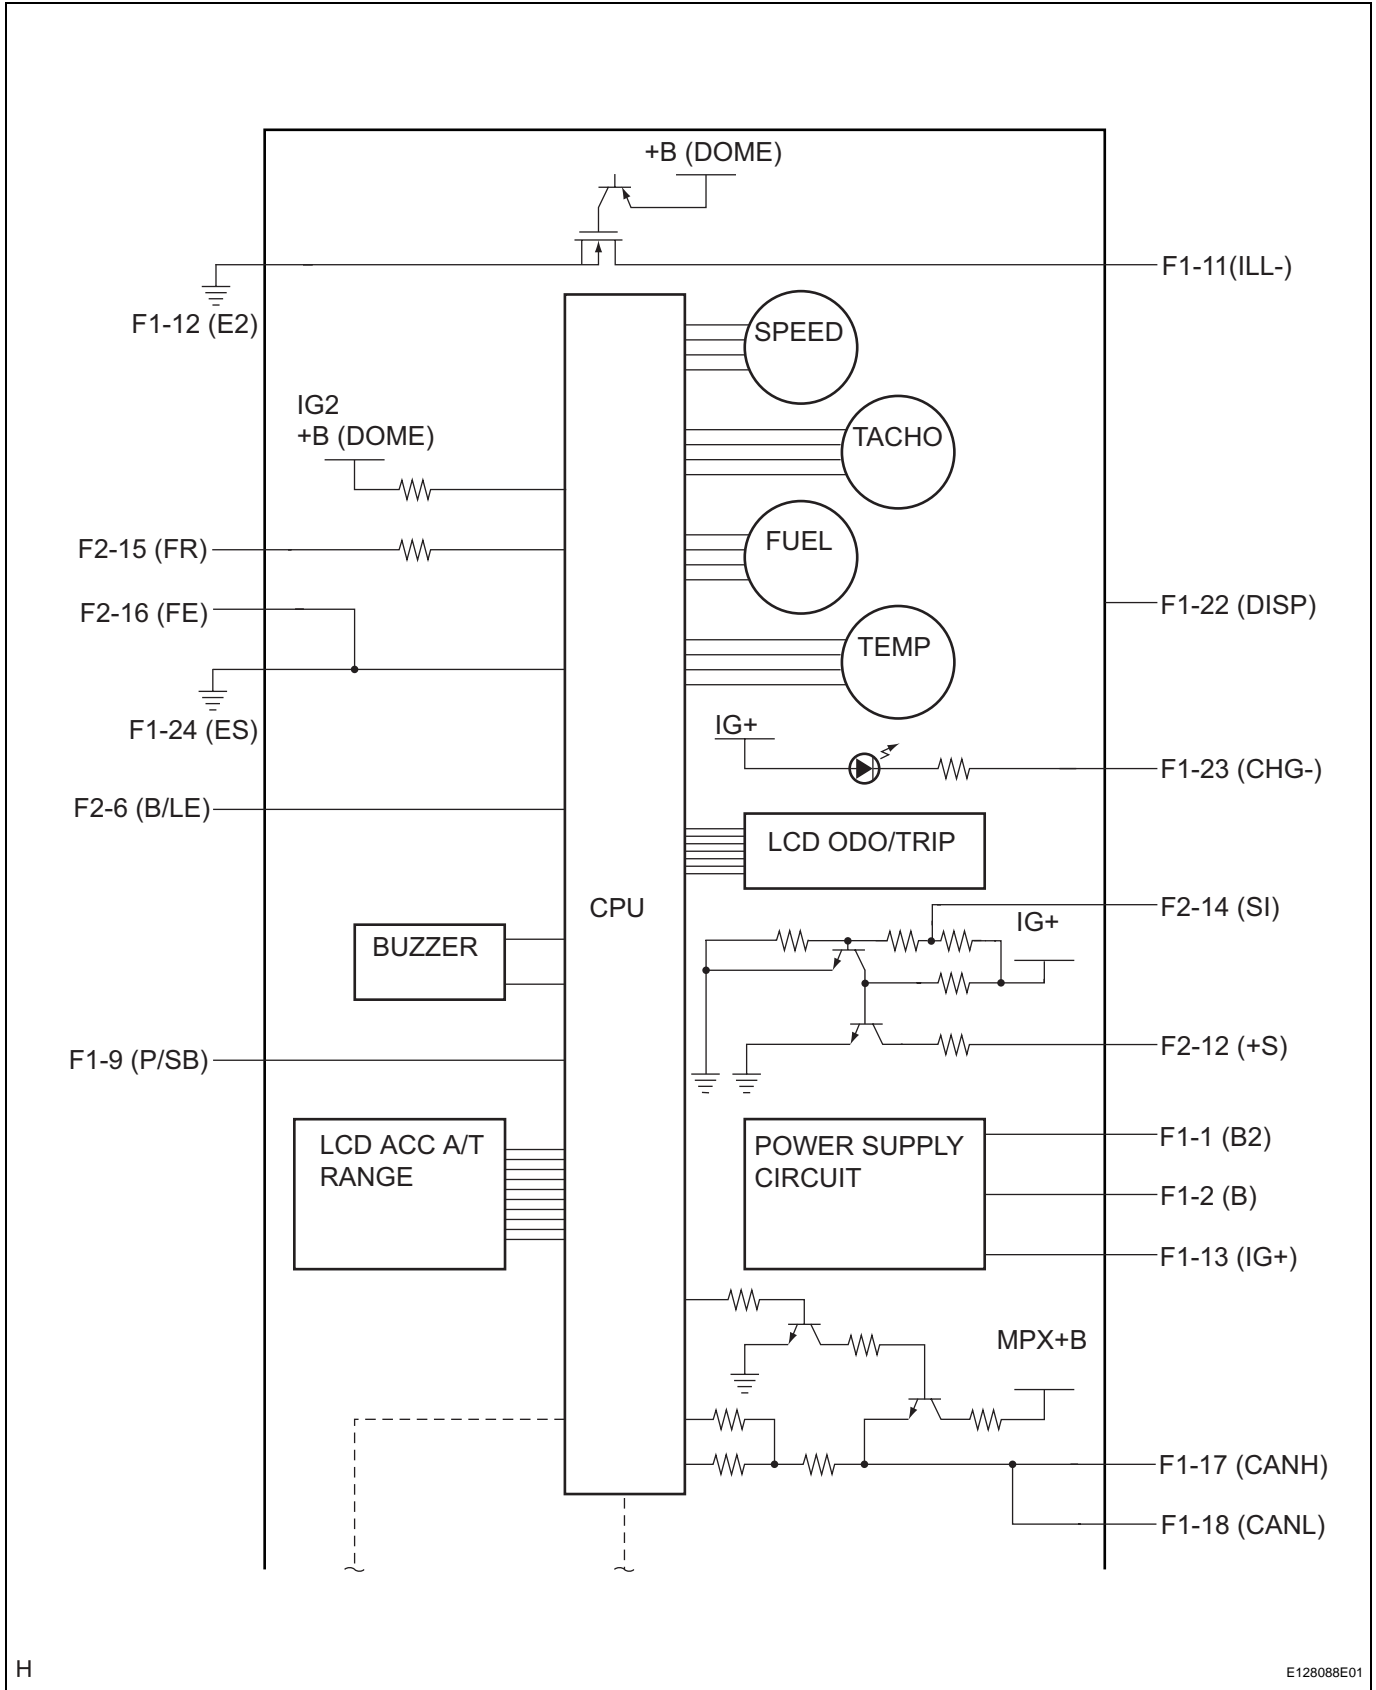 +B (DOME)
F1-11(ILL-)
F1-12 (E2)
SPEED
IG2
+B (DOME)
TACHO
F2-15 (FR)
FUEL
F2-16 (FE)
F1-22 (DISP)
TEMP
F1-24 (ES)
IG+
F1-23 (CHG-)
F2-6 (B/LE)
LCD ODO/TRIP
CPU
F2-14 (SI)
IG+
BUZZER
F2-12 (+S)
F1-9 (P/SB)
LCD ACC A/T
RANGE
POWER SUPPLY
CIRCUIT
F1-1 (B2)
F1-2 (B)
F1-13 (IG+)
MPX+B
F1-17 (CANH)
F1-18 (CANL)
H
E128088E01